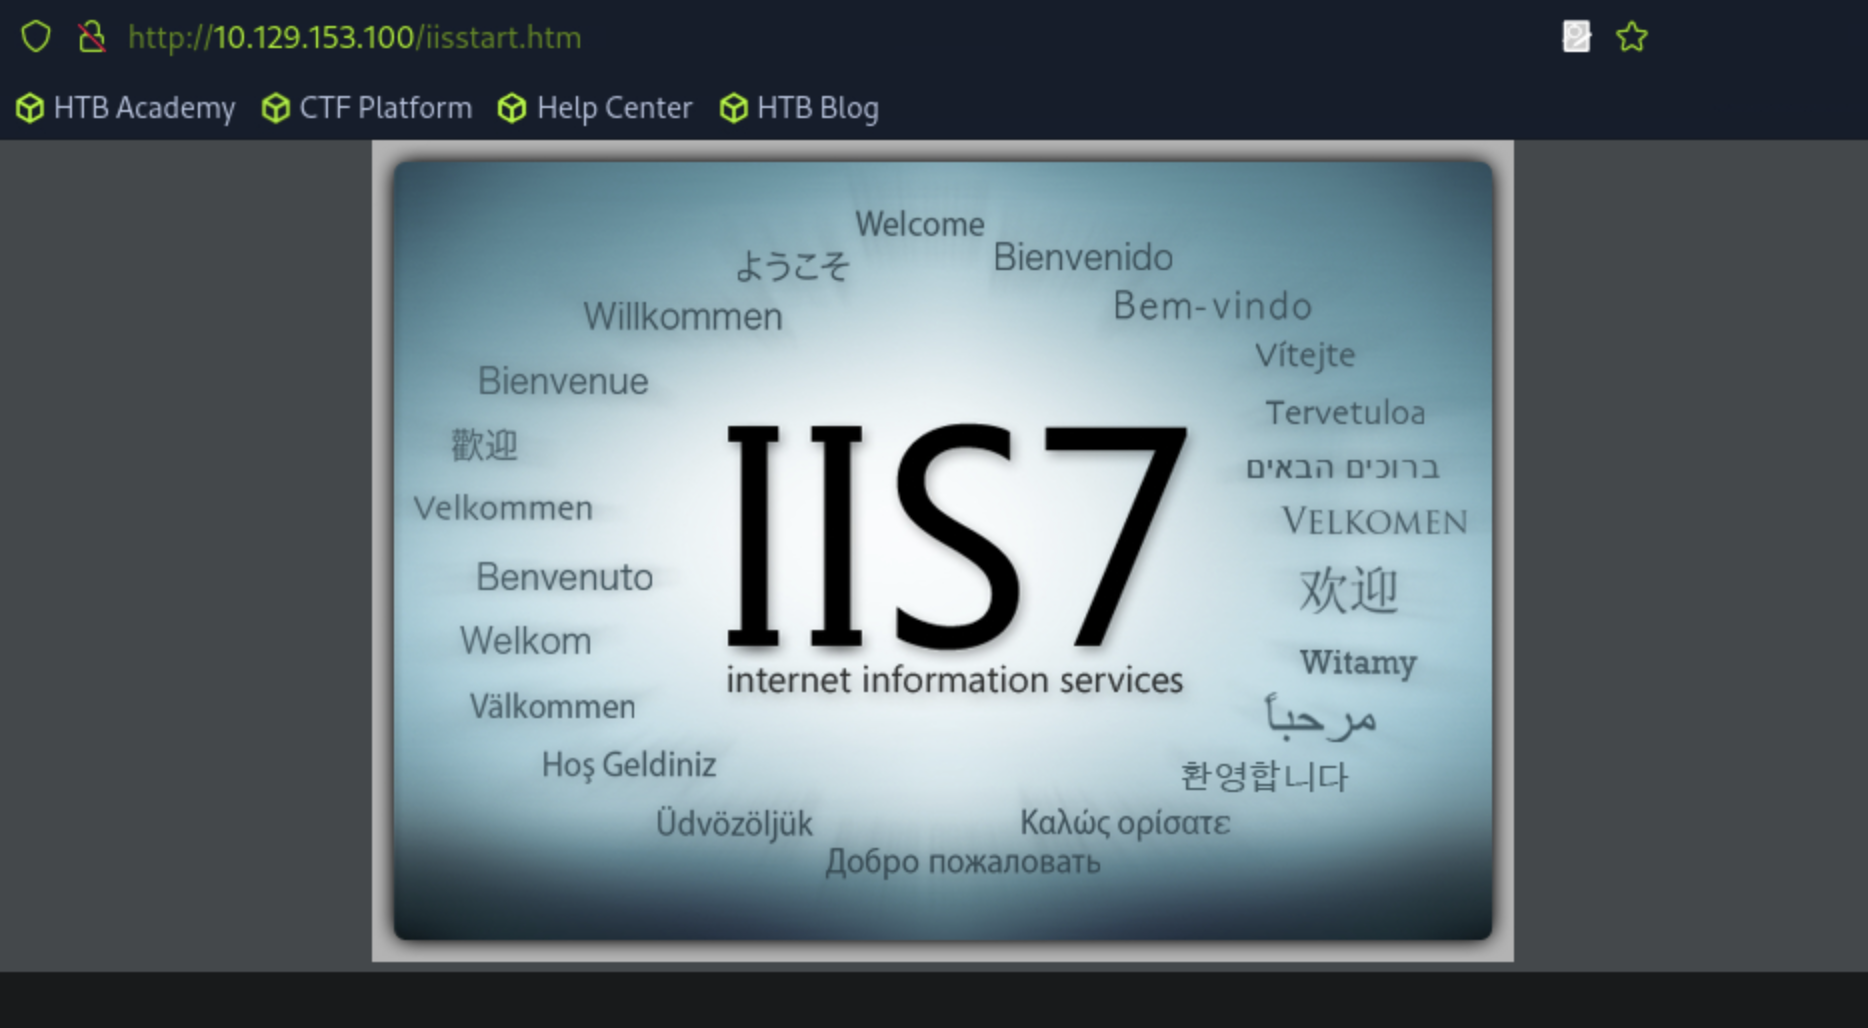 http://10.129.153.100/iisstart.htm
HTB Academy CTF Platform Help Center HTB Blog
Welcome
ようこそ
Bienvenido
Willkommen
Bem-vindo
Vítejte
Bienvenue
Tervetuloa
歡迎
ברוכים הבאים
Velkommen
VELKOMEN
Benvenuto
欢迎
Welkom
Witamy
Välkommen
مرحباً
Hoş Geldiniz
환영합니다
Üdvözöljük
Καλώς ορίσατε
Добро пожаловать
IIS7
internet information services